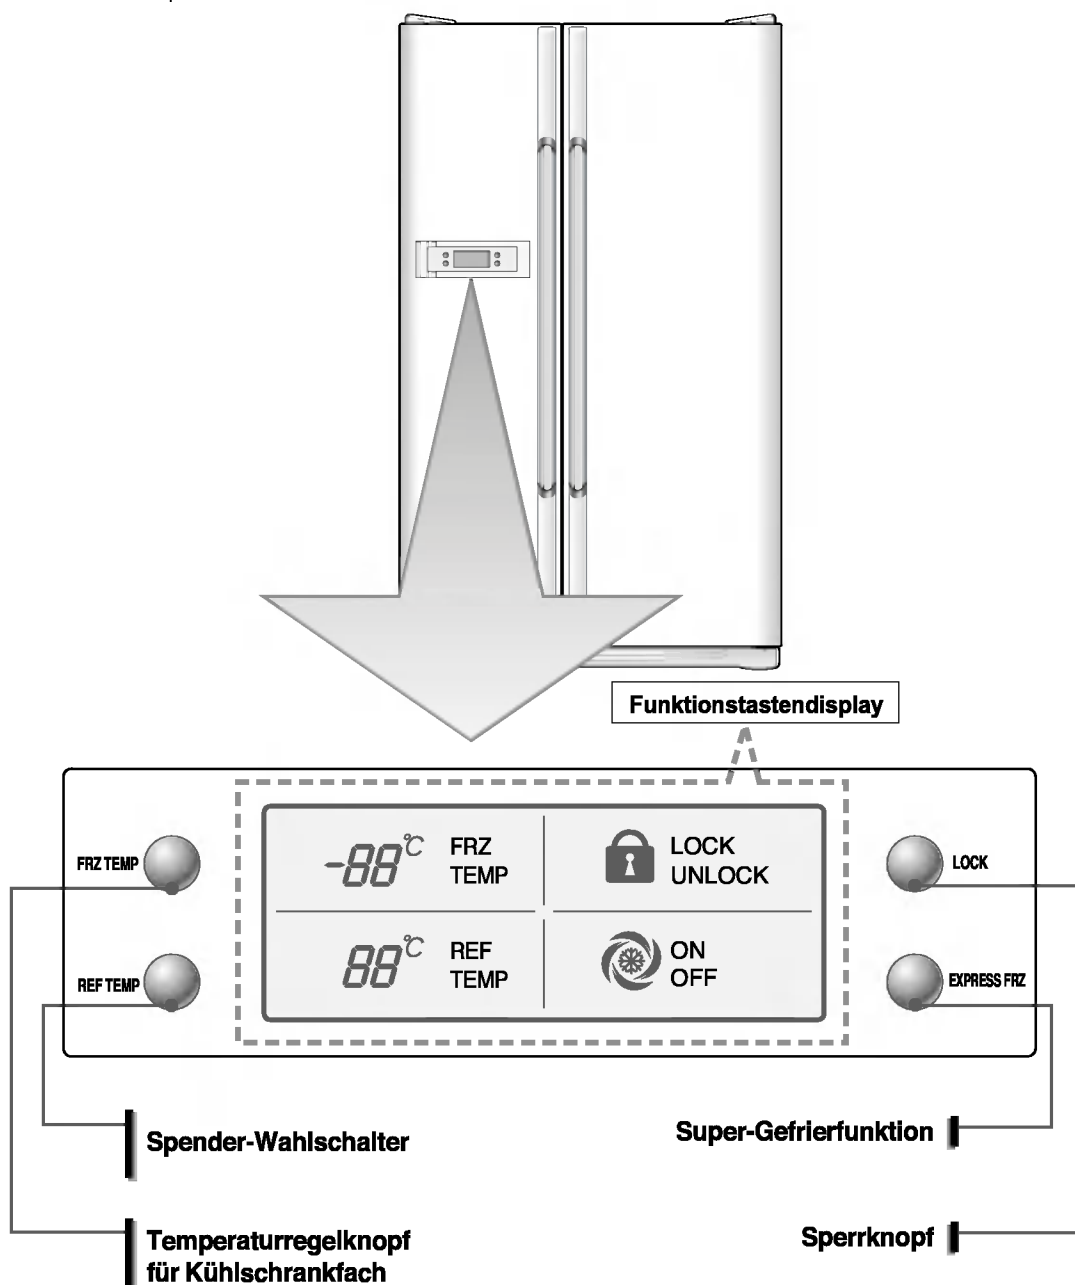 Funktionstastendisplay
FRZ TEMP
-88°C FRZ
TEMP
LOCK
UNLOCK
LOCK
REF TEMP
88°C REF
TEMP
ON
OFF
EXPRESS FRZ
Spender-Wahlschalter
Super-Gefrierfunktion
Temperaturregelknopf
für Kühlschrankfach
Sperrknopf